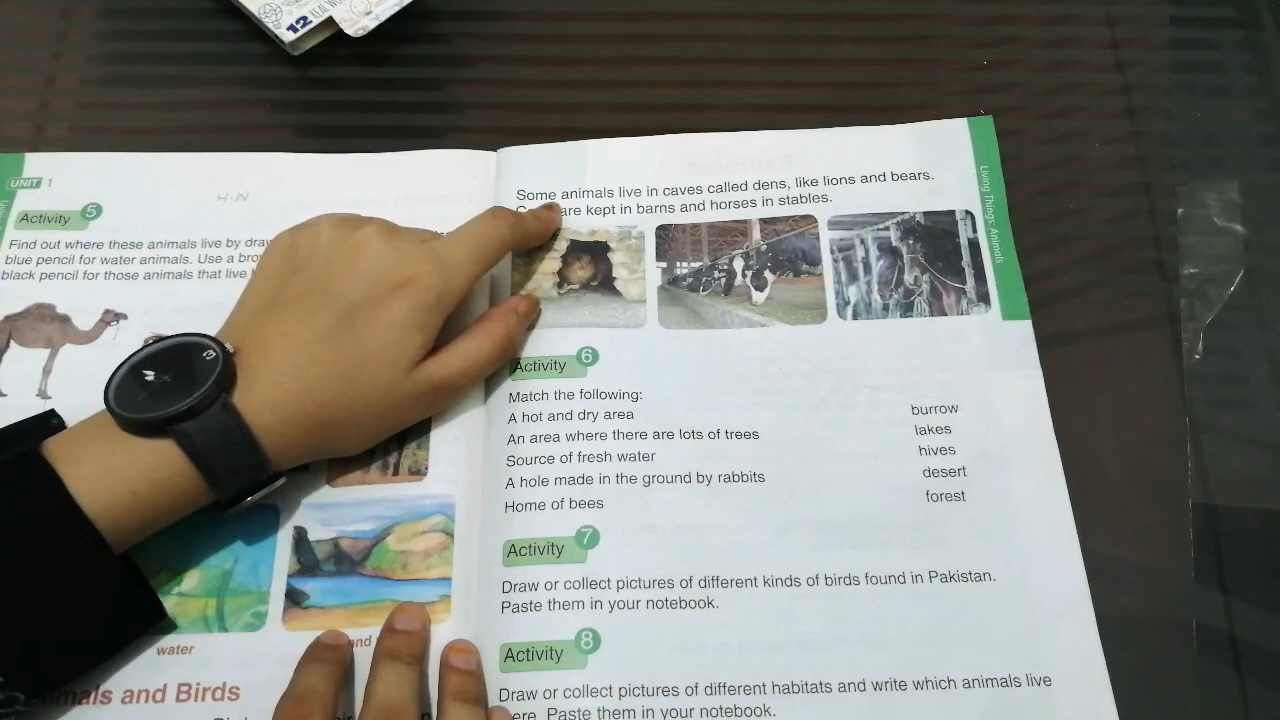 12
UNIT 1
H.W
Activity 5
Find out where these animals live by
blue pencil for water animals. Use a
black pencil for those animals that live
water
and
Animals and Birds
Some animals live in caves called dens, like lions and bears.
are kept in barns and horses in stables.
Living Things: Animals
Activity 6
Match the following:
A hot and dry area burrow
An area where there are lots of trees lakes
Source of fresh water hives
A hole made in the ground by rabbits desert
Home of bees forest
Activity 7
Draw or collect pictures of different kinds of birds found in Pakistan.
Paste them in your notebook.
Activity 8
Draw or collect pictures of different habitats and write which animals live
Paste them in your notebook.